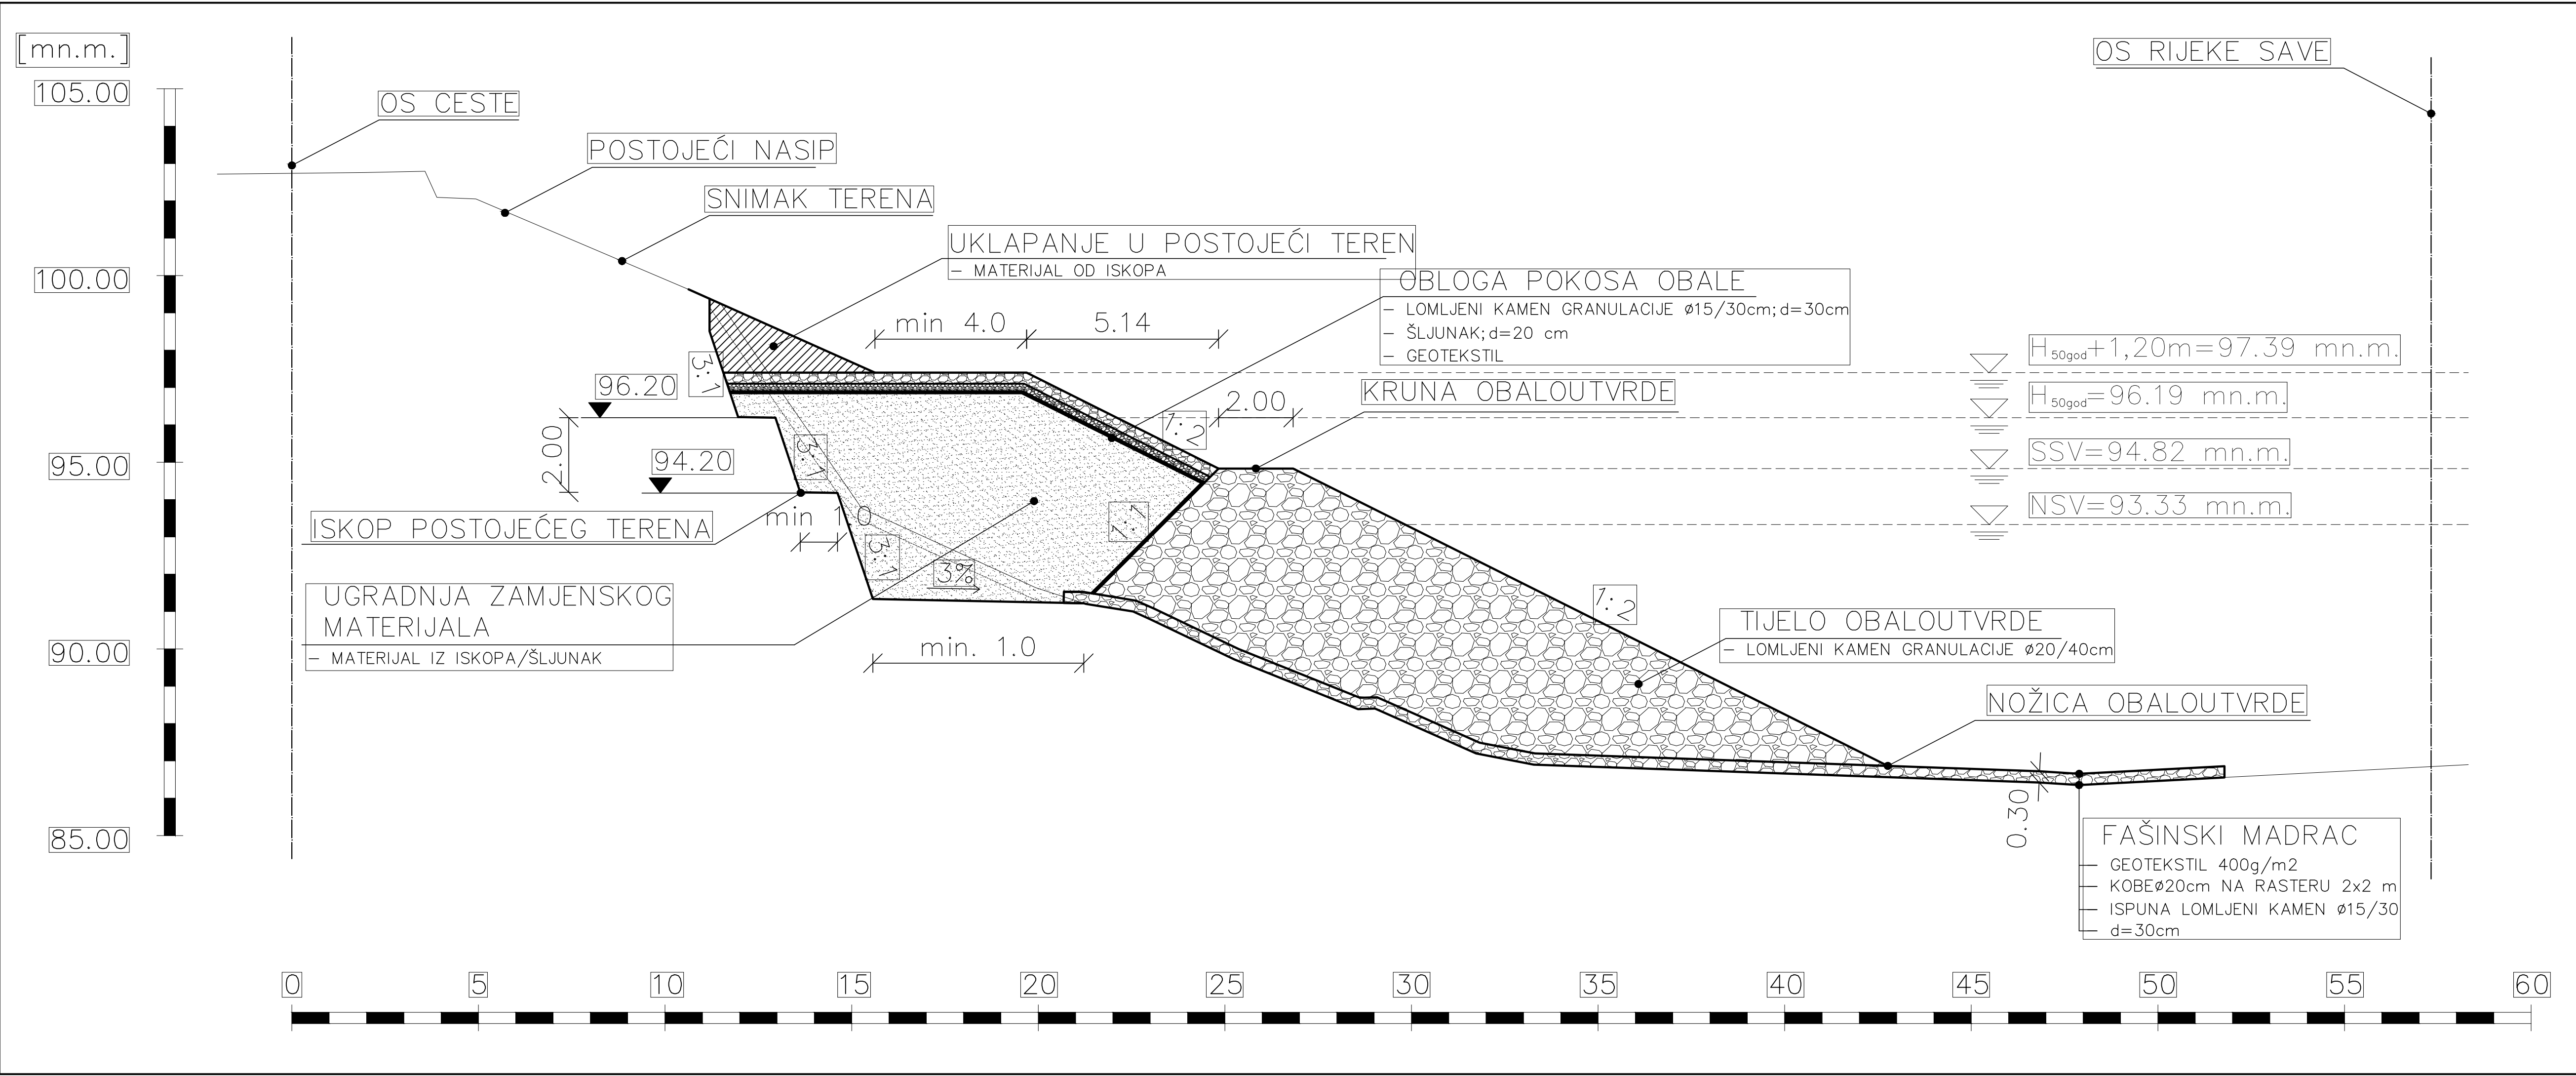 [mn.m.]
OS RIJEKE SAVE
105.00
OS CESTE
POSTOJEĆI NASIP
SNIMAK TERENA
UKLAPANJE U POSTOJEĆI TEREN
– MATERIJAL OD ISKOPA
100.00
OBLOGA POKOSA OBALE
– LOMLJENI KAMEN GRANULACIJE ø15/30cm; d=30cm
– ŠLJUNAK; d=20 cm
– GEOTEKSTIL
min 4.0
5.14
H50god+1,20m=97.39 mn.m.
3:1
96.20
KRUNA OBALOUTVRDE
2.00
H50god=96.19 mn.m.
1:2
2.00
3:1
95.00
94.20
SSV=94.82 mn.m.
NSV=93.33 mn.m.
ISKOP POSTOJEĆEG TERENA
min 1.0
1:1
3:1
3%
UGRADNJA ZAMJENSKOG
MATERIJALA
– MATERIJAL IZ ISKOPA/ŠLJUNAK
1:2
90.00
min. 1.0
TIJELO OBALOUTVRDE
– LOMLJENI KAMEN GRANULACIJE ø20/40cm
NOŽICA OBALOUTVRDE
0.30
85.00
FAŠINSKI MADRAC
– GEOTEKSTIL 400g/m2
– KOBEø20cm NA RASTERU 2x2 m
– ISPUNA LOMLJENI KAMEN ø15/30
– d=30cm
0 5 10 15 20 25 30 35 40 45 50 55 60